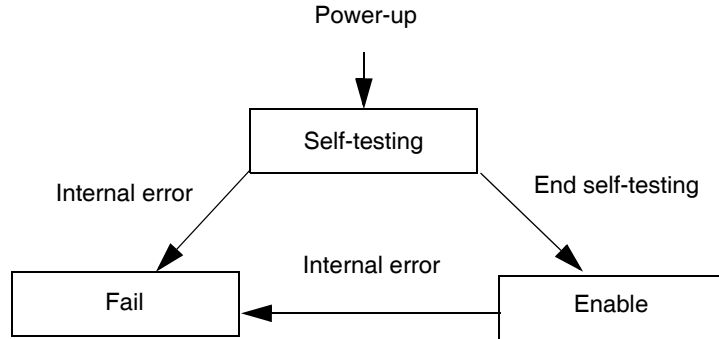 Power-up
Self-testing
Internal error
End self-testing
Internal error
Fail
Enable